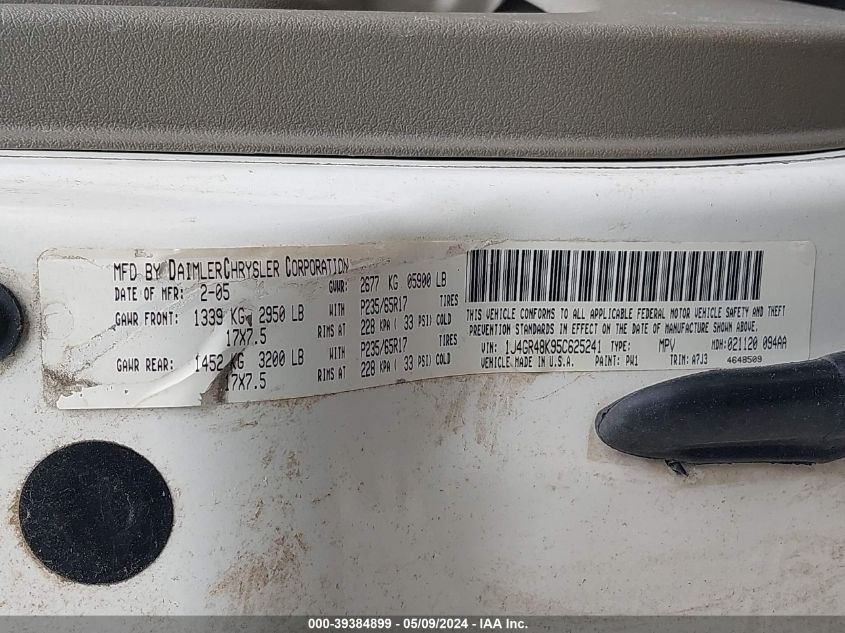 MFD BY DAIMLERCHRYSLER CORPORATION
DATE OF MFR: 2-05 GVWR: 2677 KG 05900 LB
GAWR FRONT: 1339 KG 2950 LB WITH P235/65R17 TIRES
17X7.5 RIMS AT 228 KPA ( 33 PSI) COLD
GAWR REAR: 1452 KG 3200 LB WITH P235/65R17 TIRES
17X7.5 RIMS AT 228 KPA ( 33 PSI) COLD
THIS VEHICLE CONFORMS TO ALL APPLICABLE FEDERAL MOTOR VEHICLE SAFETY AND THEFT
PREVENTION STANDARDS IN EFFECT ON THE DATE OF MANUFACTURE SHOWN ABOVE.
VIN: 1J4GR48K95C625241 TYPE: MPV MDH: 021120 094AA
VEHICLE MADE IN U.S.A. PAINT: PW1 TRIM: A7J3 4648509
000-39384899 - 05/09/2024 - IAA Inc.